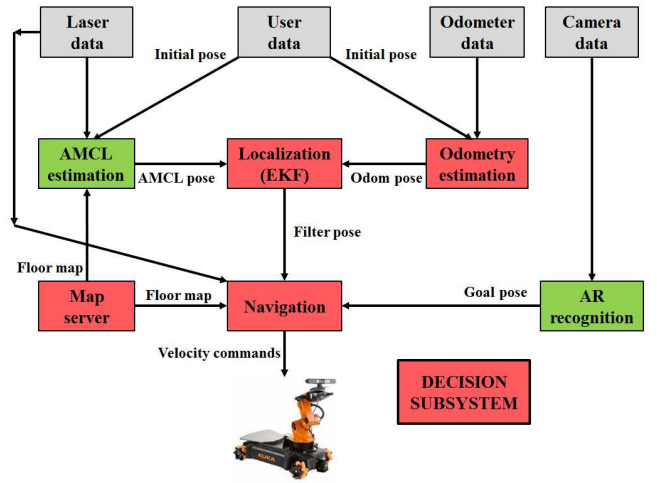 Laser
data
User
data
Odometer
data
Camera
data
Initial pose
Initial pose
AMCL
estimation
AMCL pose
Localization
(EKF)
Odom pose
Odometry
estimation
Filter pose
Floor map
Map
server
Floor map
Navigation
Goal pose
AR
recognition
Velocity commands
DECISION
SUBSYSTEM
KUKA